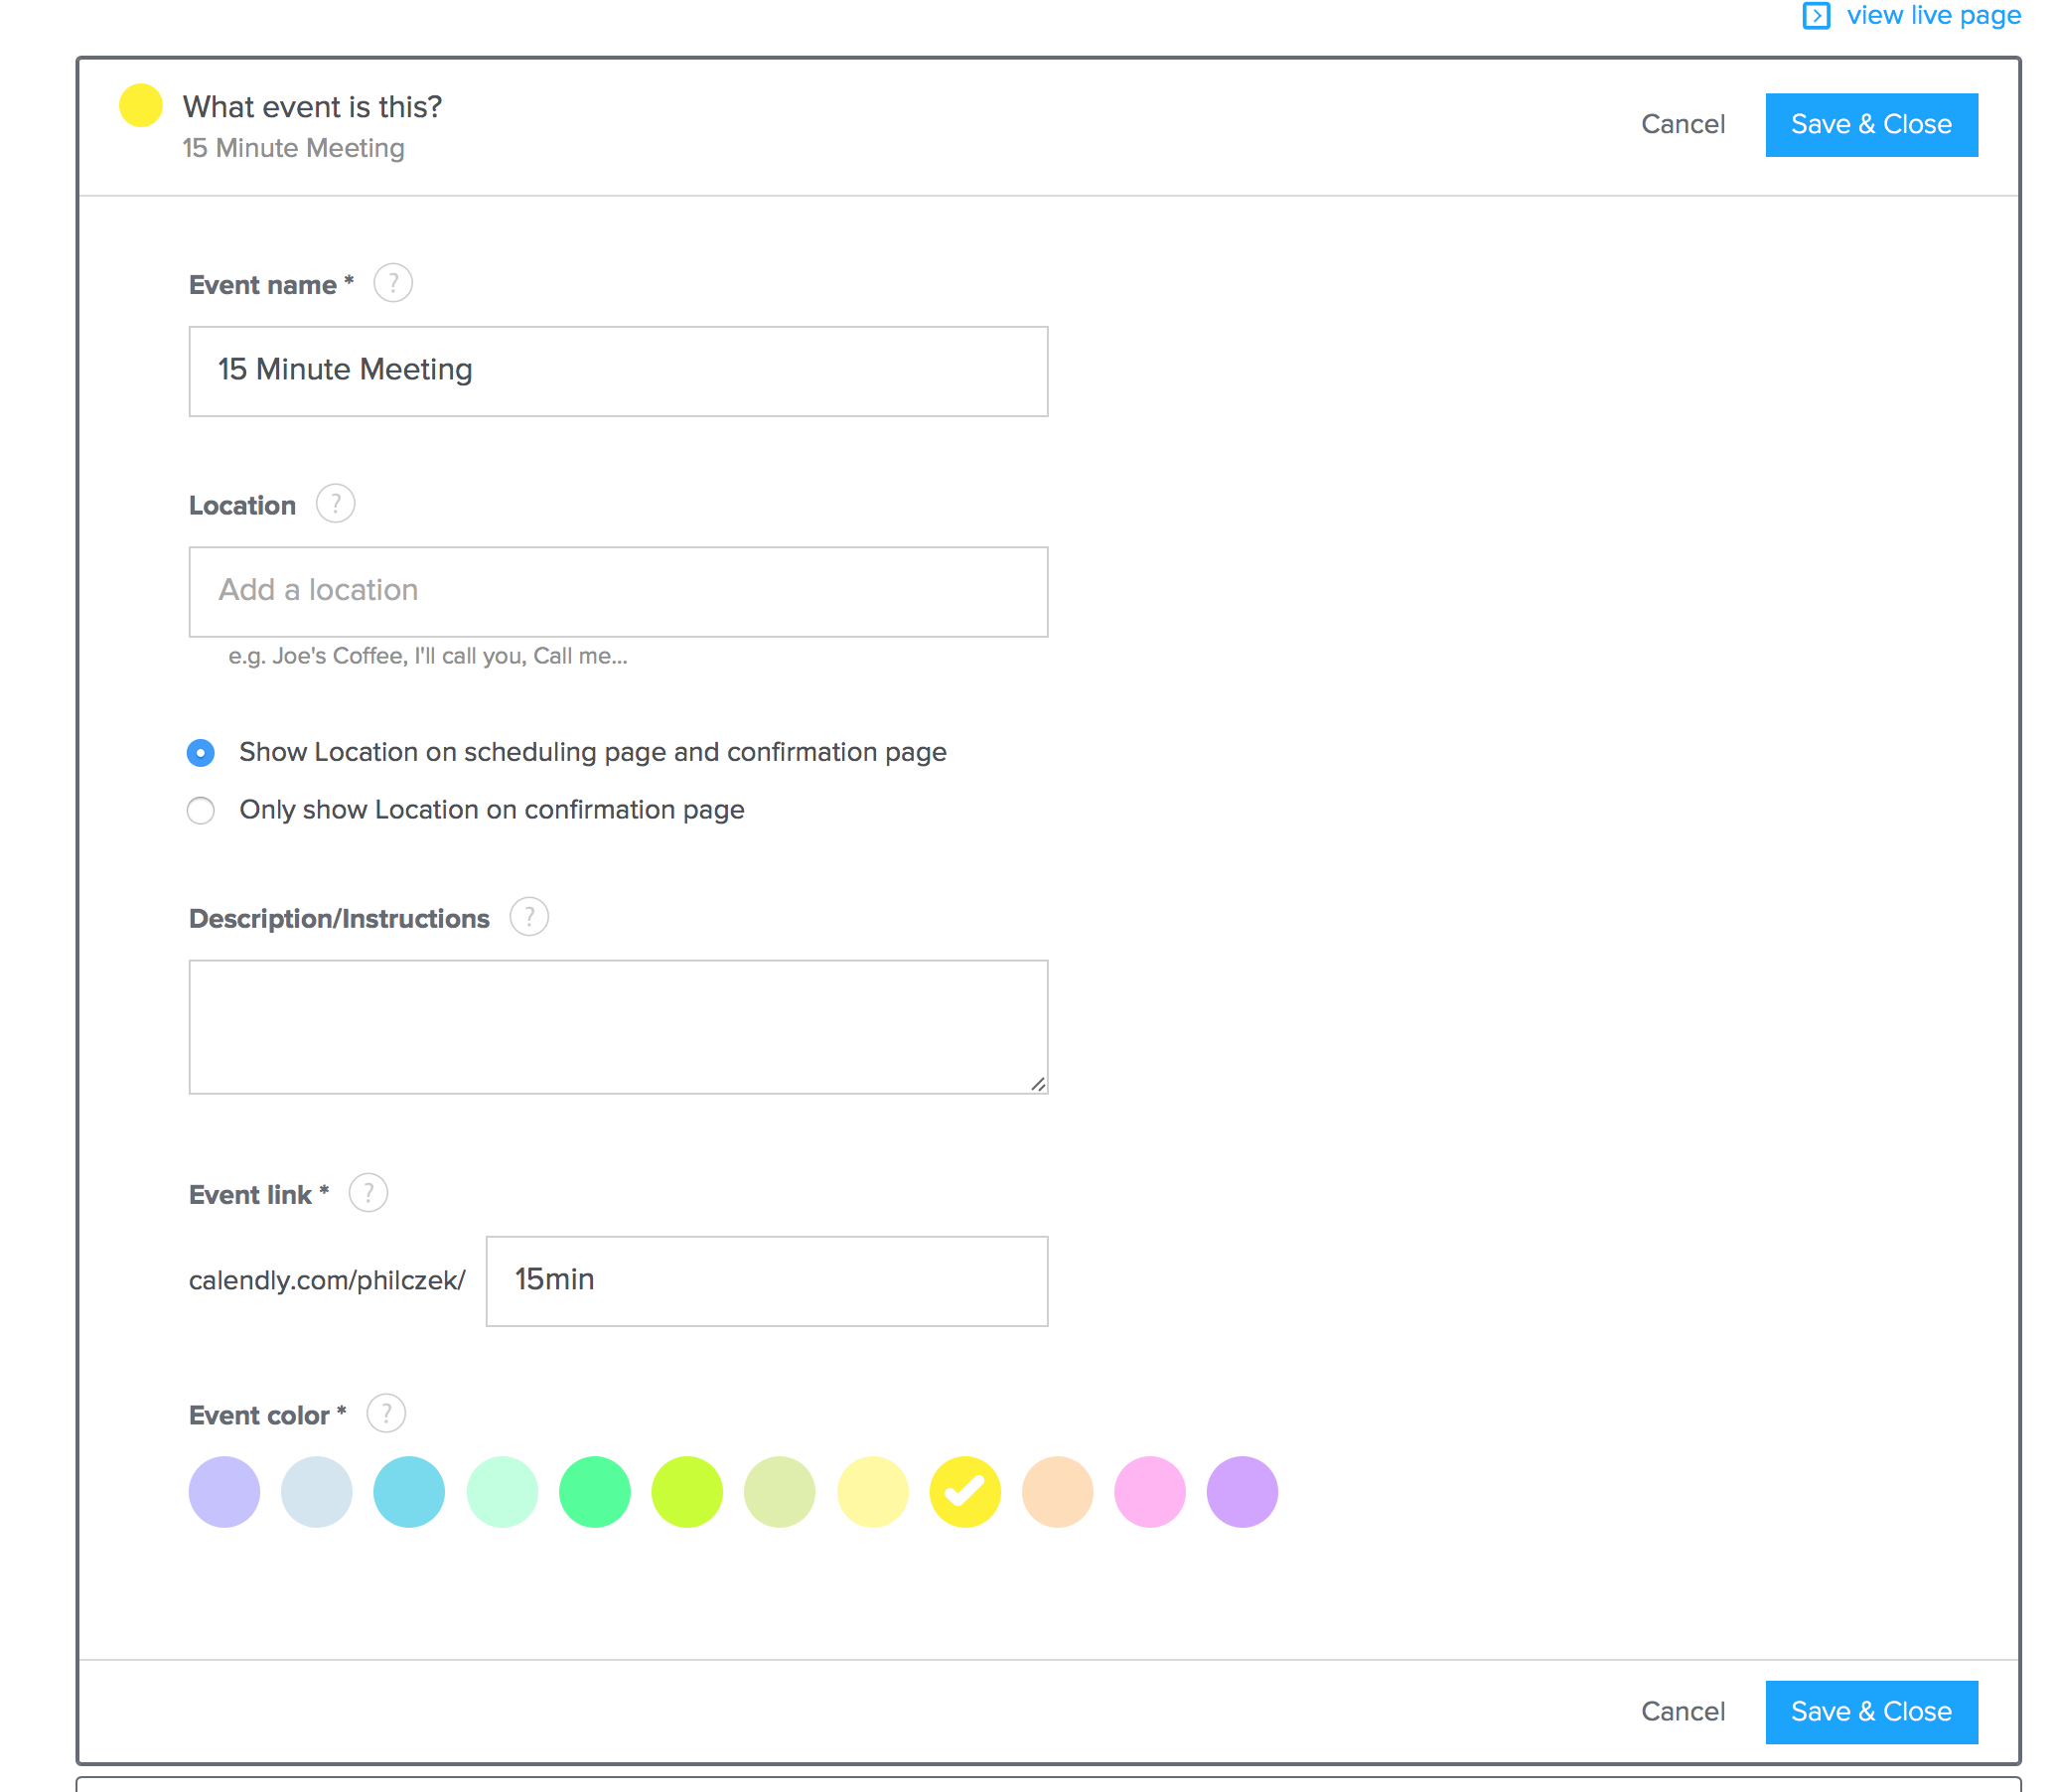 view live page
What event is this?
15 Minute Meeting
Cancel
Save & Close
Event name * ?
15 Minute Meeting
Location ?
Add a location
e.g. Joe's Coffee, I'll call you, Call me...
Show Location on scheduling page and confirmation page
Only show Location on confirmation page
Description/Instructions ?
Event link * ?
calendly.com/philczek/ 15min
Event color * ?
Cancel
Save & Close